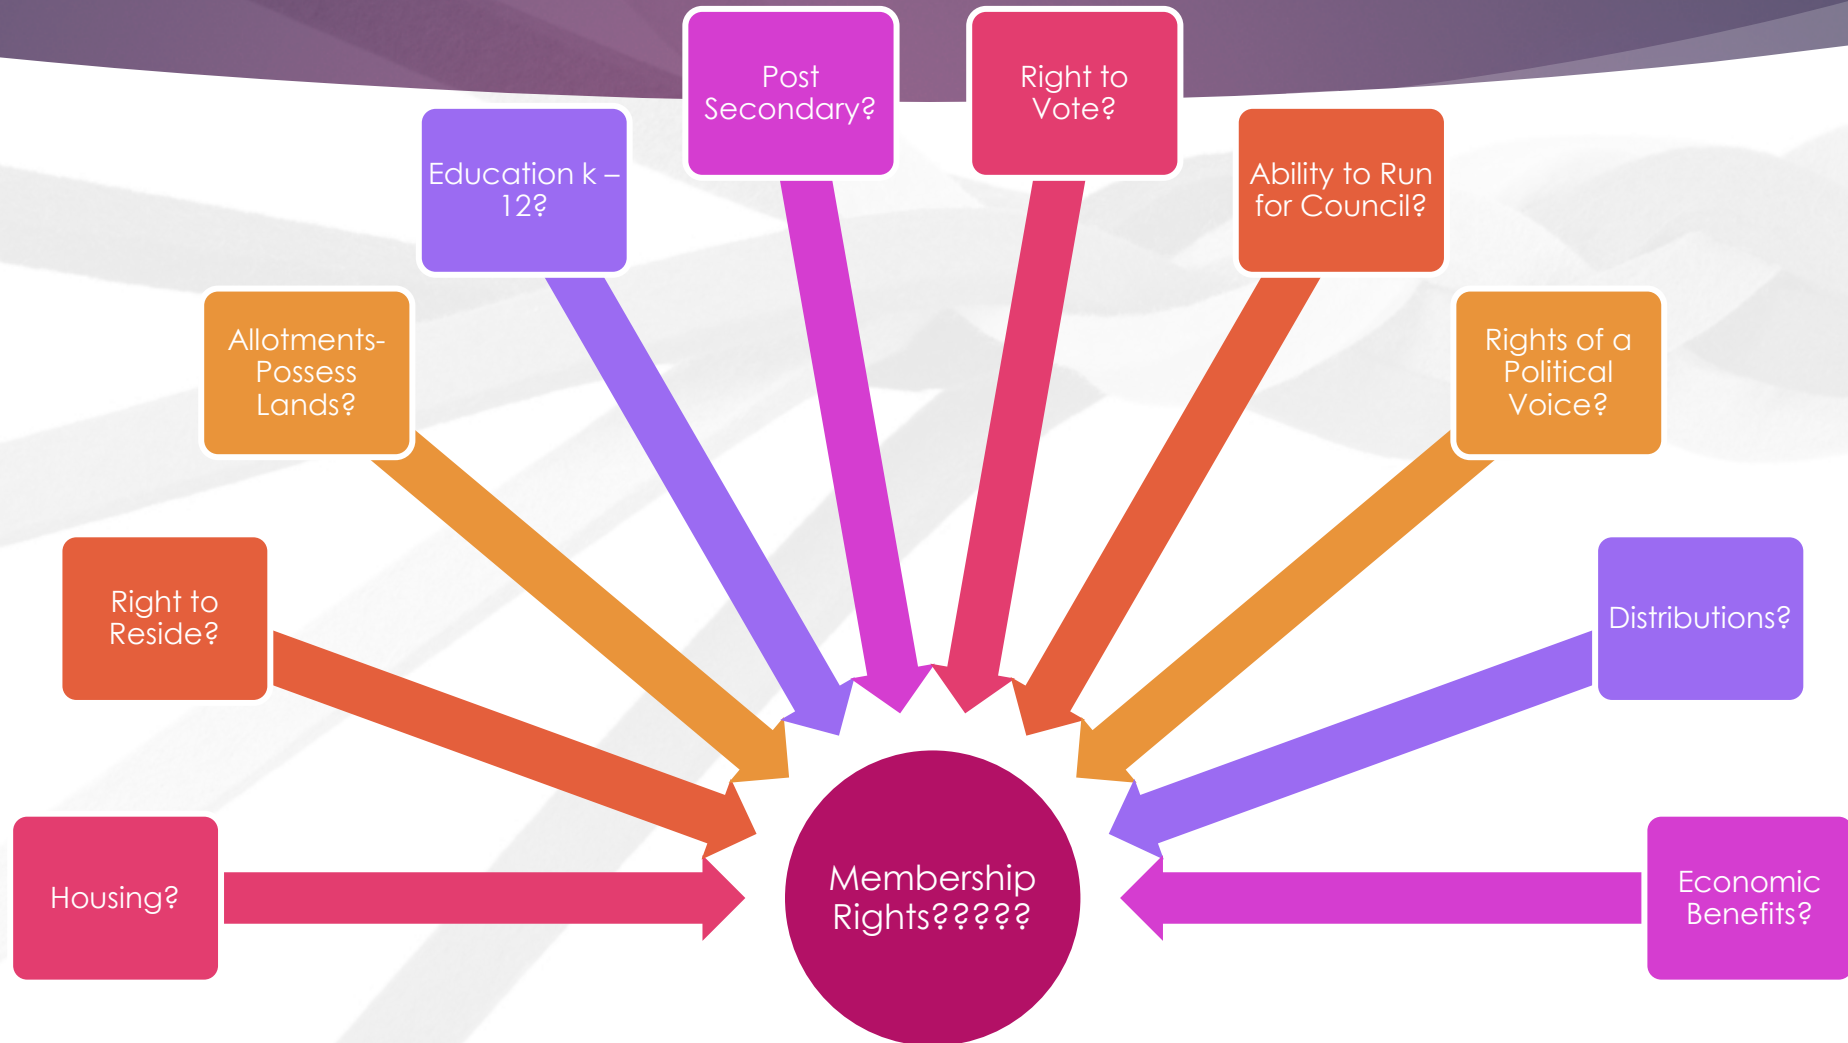 Post
Secondary?
Right to
Vote?
Education k –
12?
Ability to Run
for Council?
Allotments-
Possess
Lands?
Rights of a
Political
Voice?
Right to
Reside?
Distributions?
Housing?
Membership
Rights?????
Economic
Benefits?